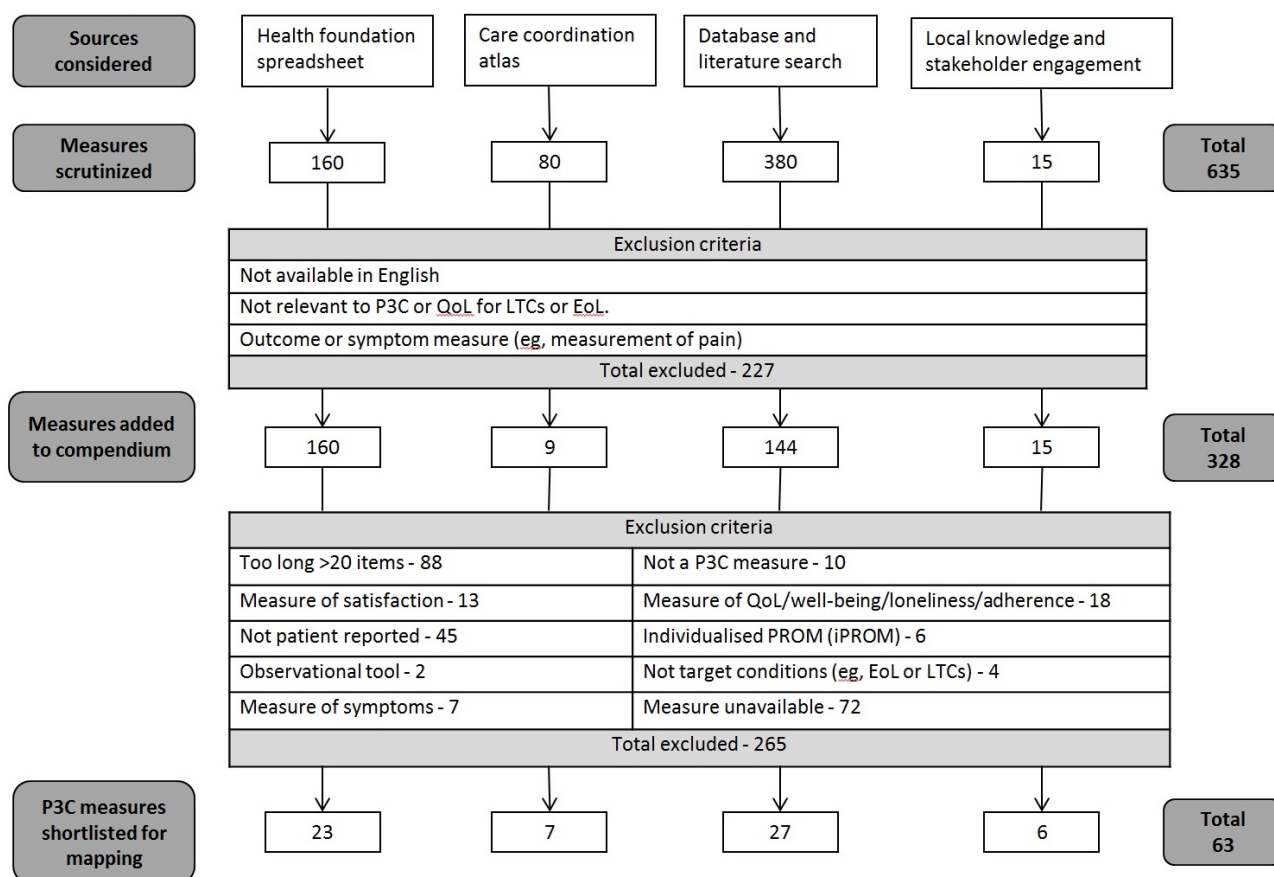 Sources
considered
Health foundation
spreadsheet
Care coordination
atlas
Database and
literature search
Local knowledge and
stakeholder engagement
Measures
scrutinized
160
80
380
15
Total
635
Exclusion criteria
Not available in English
Not relevant to P3C or QoL for LTCs or EoL.
Outcome or symptom measure (eg, measurement of pain)
Total excluded - 227
Measures added
to compendium
160
9
144
15
Total
328
Exclusion criteria
Too long >20 items - 88
Not a P3C measure - 10
Measure of satisfaction - 13
Measure of QoL/well-being/loneliness/adherence - 18
Not patient reported - 45
Individualised PROM (iPROM) - 6
Observational tool - 2
Not target conditions (eg, EoL or LTCs) - 4
Measure of symptoms - 7
Measure unavailable - 72
Total excluded - 265
P3C measures
shortlisted for
mapping
23
7
27
6
Total
63